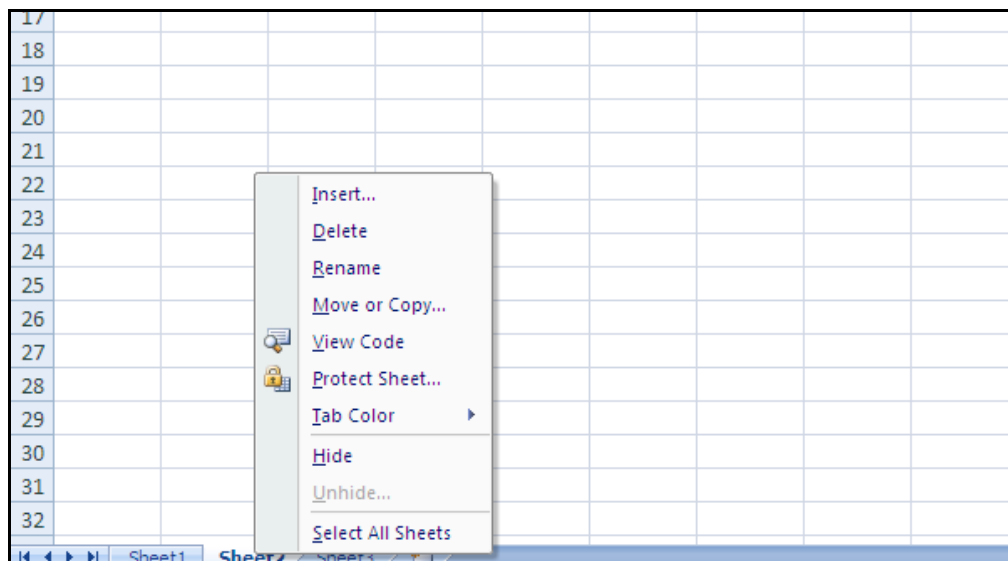 17
18
19
20
21
22
Insert...
23
Delete
24
Rename
25
Move or Copy...
26
View Code
27
Protect Sheet...
28
Tab Color
29
30
Hide
31
Unhide...
32
Select All Sheets
Sheet1 Sheet2 Sheet3